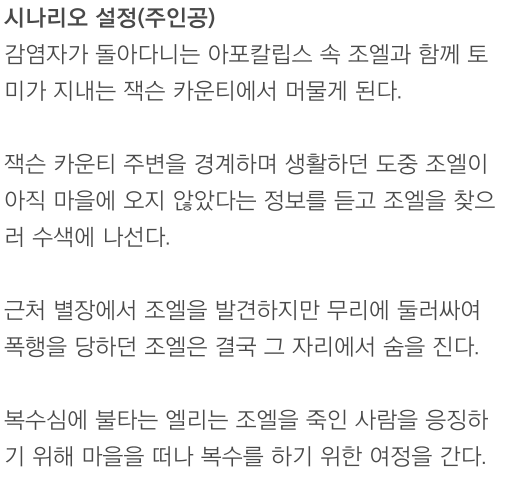 시나리오 설정(주인공)
감염자가 돌아다니는 아포칼립스 속 조엘과 함께 토
미가 지내는 잭슨 카운티에서 머물게 된다.
잭슨 카운티 주변을 경계하며 생활하던 도중 조엘이
아직 마을에 오지 않았다는 정보를 듣고 조엘을 찾으
러 수색에 나선다.
근처 별장에서 조엘을 발견하지만 무리에 둘러싸여
폭행을 당하던 조엘은 결국 그 자리에서 숨을 진다.
복수심에 불타는 엘리는 조엘을 죽인 사람을 응징하
기 위해 마을을 떠나 복수를 하기 위한 여정을 간다.